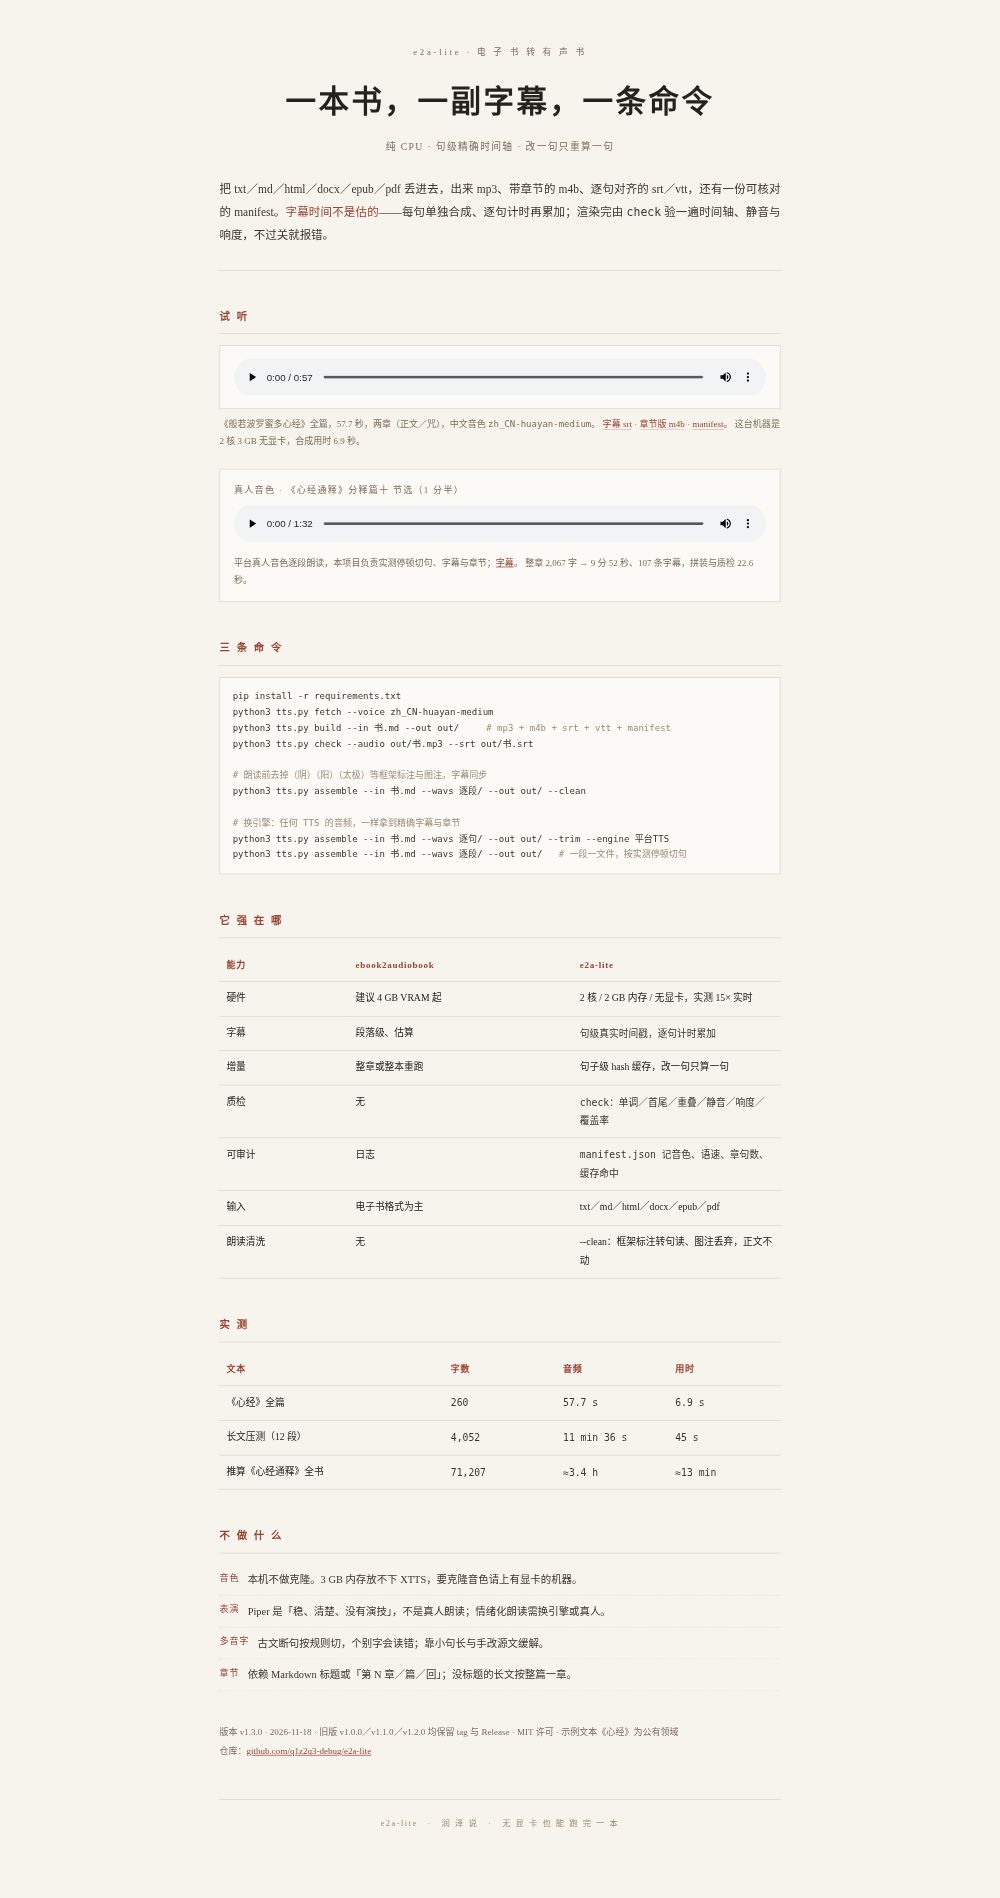 e2a-lite · 电子书转有声书
一本书，一副字幕，一条命令
纯 CPU · 句级精确时间轴 · 改一句只重算一句
把 txt／md／html／docx／epub／pdf 丢进去，出来 mp3、带章节的 m4b、逐句对齐的 srt／vtt，还有一份可核对
的 manifest。字幕时间不是估的——每句单独合成、逐句计时再累加；渲染完由 check 验一遍时间轴、静音与
响度，不过关就报错。
试听
0:00 / 0:57
《般若波罗蜜多心经》全篇，57.7 秒，两章（正文／咒），中文音色 zh_CN-huayan-medium。 字幕 srt · 章节版 m4b · manifest。 这台机器是
2 核 3 GB 无显卡，合成用时 6.9 秒。
真人音色 · 《心经通释》分释篇十 节选（1 分半）
0:00 / 1:32
平台真人音色逐段朗读，本项目负责实测停顿切句、字幕与章节；字幕。 整章 2,067 字 → 9 分 52 秒、107 条字幕，拼装与质检 22.6
秒。
三条命令
pip install -r requirements.txt
python3 tts.py fetch --voice zh_CN-huayan-medium
python3 tts.py build --in 书.md --out out/     # mp3 + m4b + srt + vtt + manifest
python3 tts.py check --audio out/书.mp3 --srt out/书.srt
# 朗读前去掉（阴）（阳）（太极）等框架标注与图注，字幕同步
python3 tts.py assemble --in 书.md --wavs 逐段/ --out out/ --clean
# 换引擎：任何 TTS 的音频，一样拿到精确字幕与章节
python3 tts.py assemble --in 书.md --wavs 逐句/ --out out/ --trim --engine 平台TTS
python3 tts.py assemble --in 书.md --wavs 逐段/ --out out/   # 一段一文件，按实测停顿切句
它强在哪
能力 ebook2audiobook e2a-lite
硬件 建议 4 GB VRAM 起 2 核 / 2 GB 内存 / 无显卡，实测 15× 实时
字幕 段落级、估算 句级真实时间戳，逐句计时累加
增量 整章或整本重跑 句子级 hash 缓存，改一句只算一句
质检 无 check：单调／首尾／重叠／静音／响度／
覆盖率
可审计 日志 manifest.json 记音色、语速、章句数、
缓存命中
输入 电子书格式为主 txt／md／html／docx／epub／pdf
朗读清洗 无 --clean：框架标注转句读、图注丢弃，正文不
动
实测
文本 字数 音频 用时
《心经》全篇 260 57.7 s 6.9 s
长文压测（12 段） 4,052 11 min 36 s 45 s
推算《心经通释》全书 71,207 ≈3.4 h ≈13 min
不做什么
音色 本机不做克隆。3 GB 内存放不下 XTTS，要克隆音色请上有显卡的机器。
表演 Piper 是「稳、清楚、没有演技」，不是真人朗读；情绪化朗读需换引擎或真人。
多音字 古文断句按规则切，个别字会读错；靠小句长与手改源文缓解。
章节 依赖 Markdown 标题或「第 N 章／篇／回」；没标题的长文按整篇一章。
版本 v1.3.0 · 2026-11-18 · 旧版 v1.0.0／v1.1.0／v1.2.0 均保留 tag 与 Release · MIT 许可 · 示例文本《心经》为公有领域
仓库：github.com/q1z2q3-debug/e2a-lite
e2a-lite · 润泽说 · 无显卡也能跑完一本